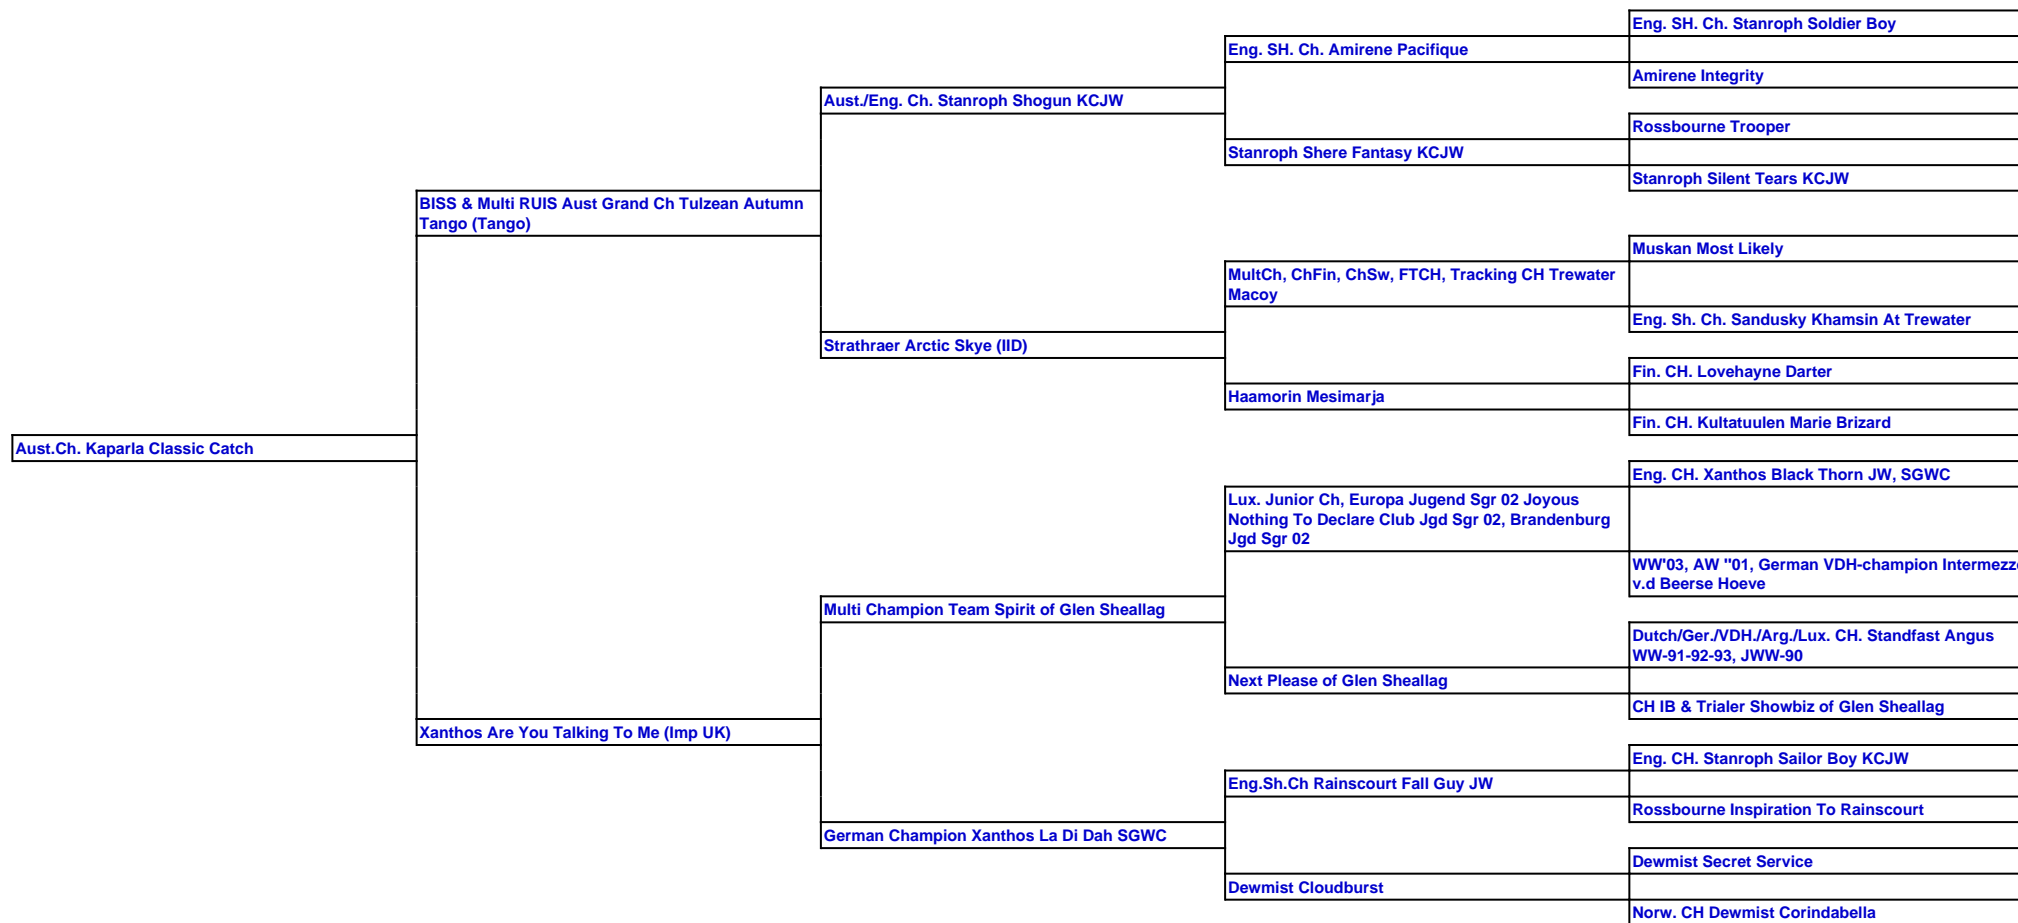 Eng. SH. Ch. Stanroph Soldier Boy
Eng. SH. Ch. Amirene Pacifique
Amirene Integrity
Aust./Eng. Ch. Stanroph Shogun KCJW
Rossbourne Trooper
Stanroph Shere Fantasy KCJW
Stanroph Silent Tears KCJW
BISS & Multi RUIS Aust Grand Ch Tulzean Autumn
Tango (Tango)
Muskan Most Likely
MultCh, ChFin, ChSw, FTCH, Tracking CH Trewater
Macoy
Eng. Sh. Ch. Sandusky Khamsin At Trewater
Strathraer Arctic Skye (IID)
Fin. CH. Lovehayne Darter
Haamorin Mesimarja
Fin. CH. Kultatuulen Marie Brizard
Aust.Ch. Kaparla Classic Catch
Eng. CH. Xanthos Black Thorn JW, SGWC
Lux. Junior Ch, Europa Jugend Sgr 02 Joyous
Nothing To Declare Club Jgd Sgr 02, Brandenburg
Jgd Sgr 02
WW'03, AW "01, German VDH-champion Intermezz
v.d Beerse Hoeve
Multi Champion Team Spirit of Glen Sheallag
Dutch/Ger./VDH./Arg./Lux. CH. Standfast Angus
WW-91-92-93, JWW-90
Next Please of Glen Sheallag
CH IB & Trialer Showbiz of Glen Sheallag
Xanthos Are You Talking To Me (Imp UK)
Eng. CH. Stanroph Sailor Boy KCJW
Eng.Sh.Ch Rainscourt Fall Guy JW
Rossbourne Inspiration To Rainscourt
German Champion Xanthos La Di Dah SGWC
Dewmist Secret Service
Dewmist Cloudburst
Norw. CH Dewmist Corindabella